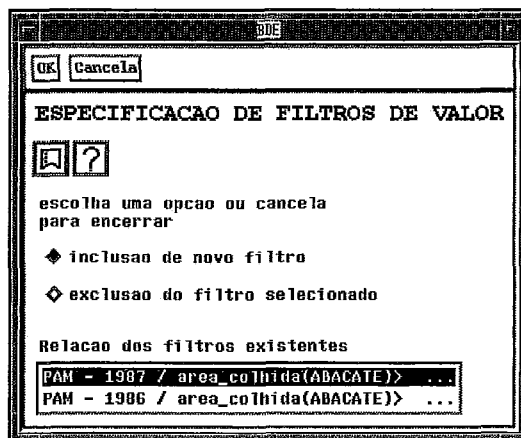 BDE
OK Cancela
ESPECIFICACAO DE FILTROS DE VALOR
?
escolha uma opcao ou cancela
para encerrar
inclusao de novo filtro
exclusao do filtro selecionado
Relacao dos filtros existentes
PAM - 1987 / area_colhida(ABACATE)> ...
PAM - 1986 / area_colhida(ABACATE)> ...